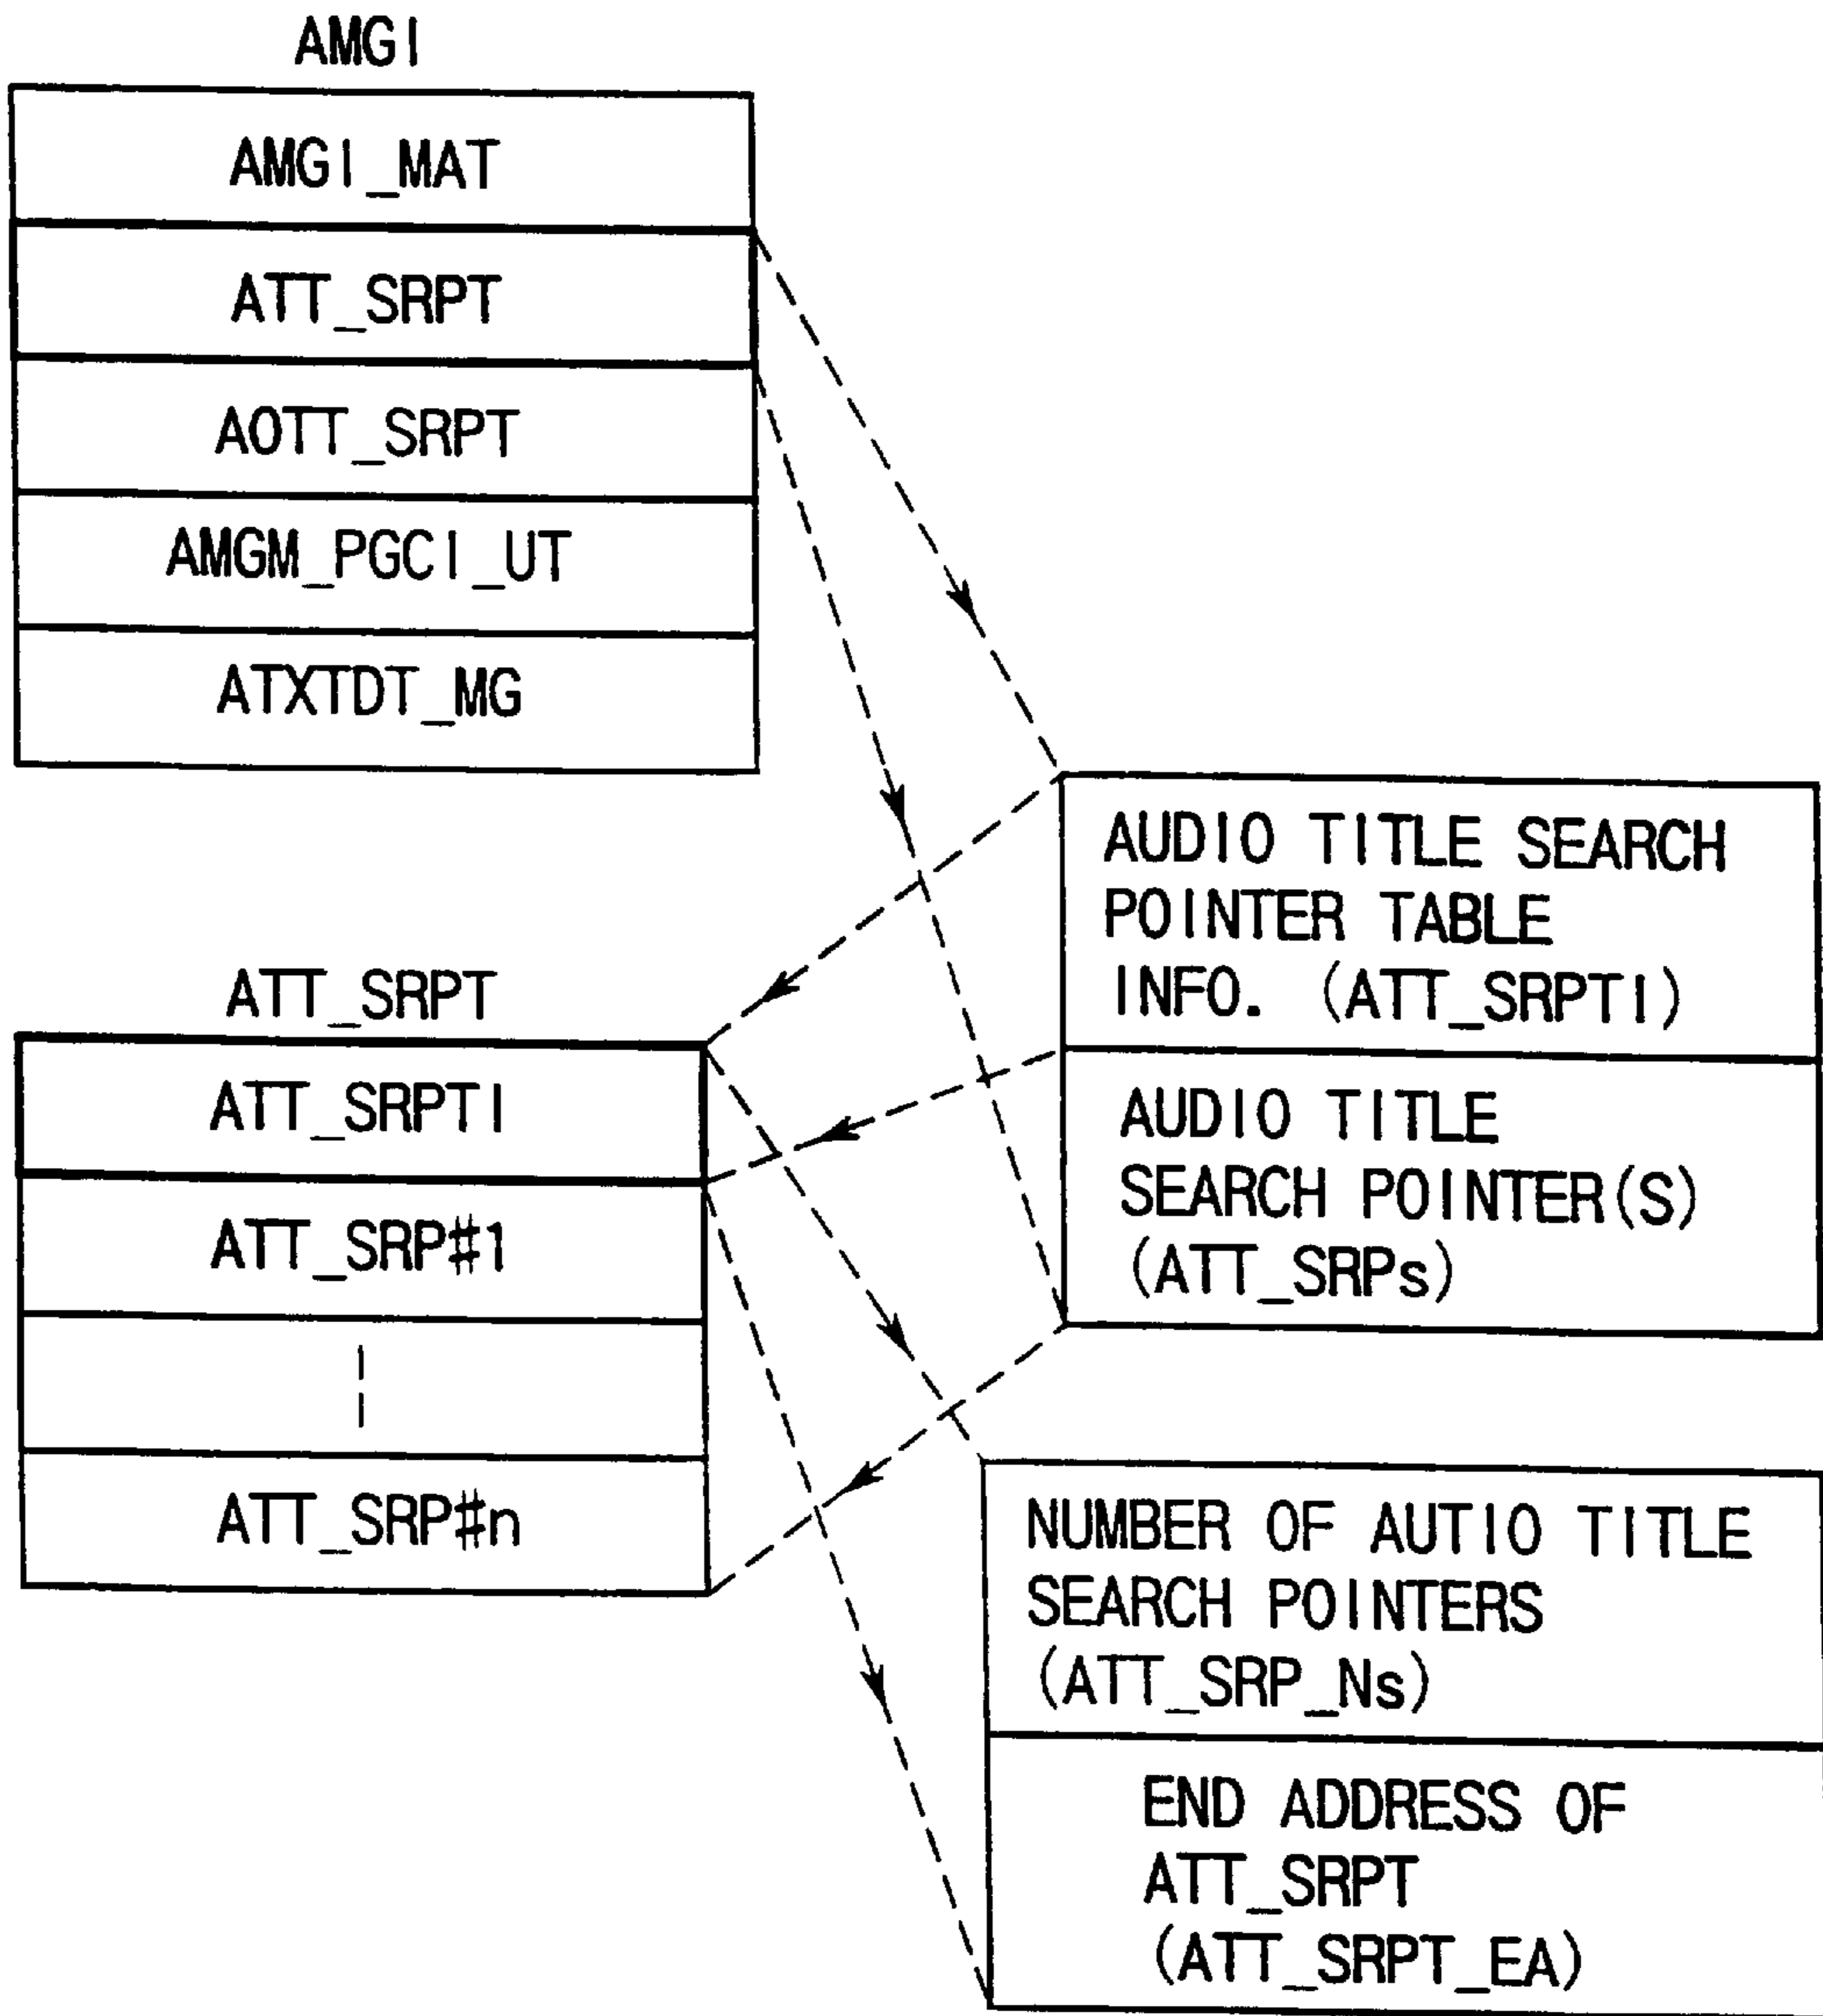 AMGI
AMGI_MAT
ATT_SRPT
AOTT_SRPT
AMGM_PGCI_UT
ATXTDT_MG
AUDIO TITLE SEARCH
POINTER TABLE
INFO. (ATT_SRPTI)
AUDIO TITLE
SEARCH POINTER(S)
(ATT_SRPs)
ATT_SRPT
ATT_SRPTI
ATT_SRP#1
ATT_SRP#n
NUMBER OF AUTIO TITLE
SEARCH POINTERS
(ATT_SRP_Ns)
END ADDRESS OF
ATT_SRPT
(ATT_SRPT_EA)